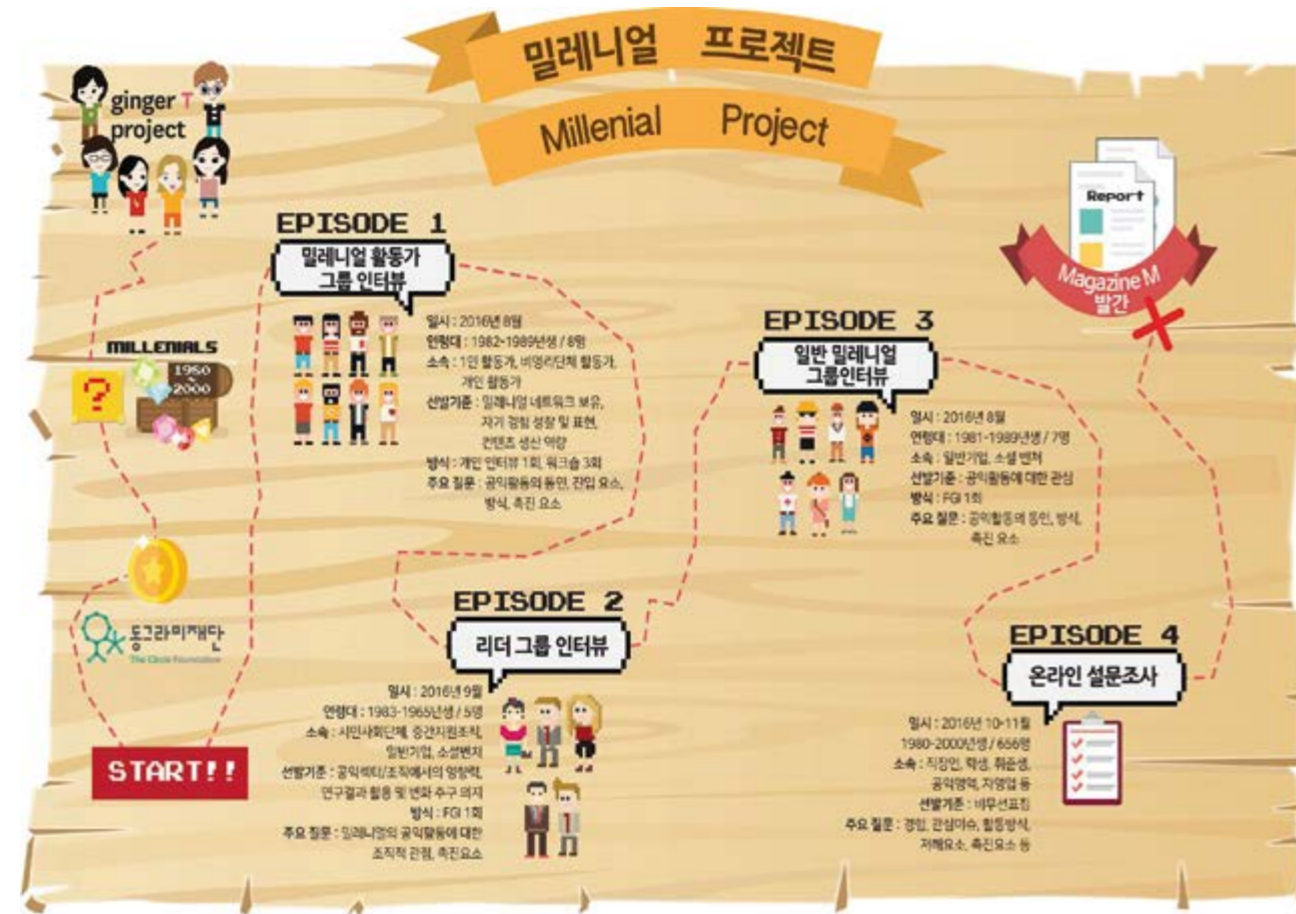 밀레니얼 프로젝트
Millenial Project
ginger T
project
MILLENIALS
1980
~
2000
?
동그라미재단
The Circle Foundation
START!!
EPISODE 1
밀레니얼 활동가
그룹 인터뷰
일시 : 2016년 8월
연령대 : 1982-1989년생 / 8명
소속 : 1인 활동가, 비영리단체 활동가,
개인 활동가
선발기준 : 밀레니얼 네트워크 보유,
자기 경험 성찰 및 표현,
컨텐츠 생산 역량
방식 : 개인 인터뷰 1회, 워크숍 3회
주요 질문 : 공익활동의 동인, 진입 요소,
방식, 촉진 요소
EPISODE 2
리더 그룹 인터뷰
일시 : 2016년 9월
연령대 : 1983-1965년생 / 5명
소속 : 시민사회단체, 중간지원조직,
일반기업, 소셜벤처
선발기준 : 공익섹터/조직에서의 영향력,
연구결과 활용 및 변화 추구 의지
방식 : FGI 1회
주요 질문 : 밀레니얼의 공익활동에 대한
조직적 관점, 촉진요소
EPISODE 3
일반 밀레니얼
그룹인터뷰
일시 : 2016년 8월
연령대 : 1981-1989년생 / 7명
소속 : 일반기업, 소셜 벤처
선발기준 : 공익활동에 대한 관심
방식 : FGI 1회
주요 질문 : 공익활동의 동인, 방식,
촉진 요소
EPISODE 4
온라인 설문조사
일시 : 2016년 10-11월
1980-2000년생 / 656명
소속 : 직장인, 학생, 취준생,
공익영역, 자영업 등
선발기준 : 비무선표집
주요 질문 : 경험, 관심이슈, 활동방식,
저해요소, 촉진요소 등
Report
Magazine M
발간